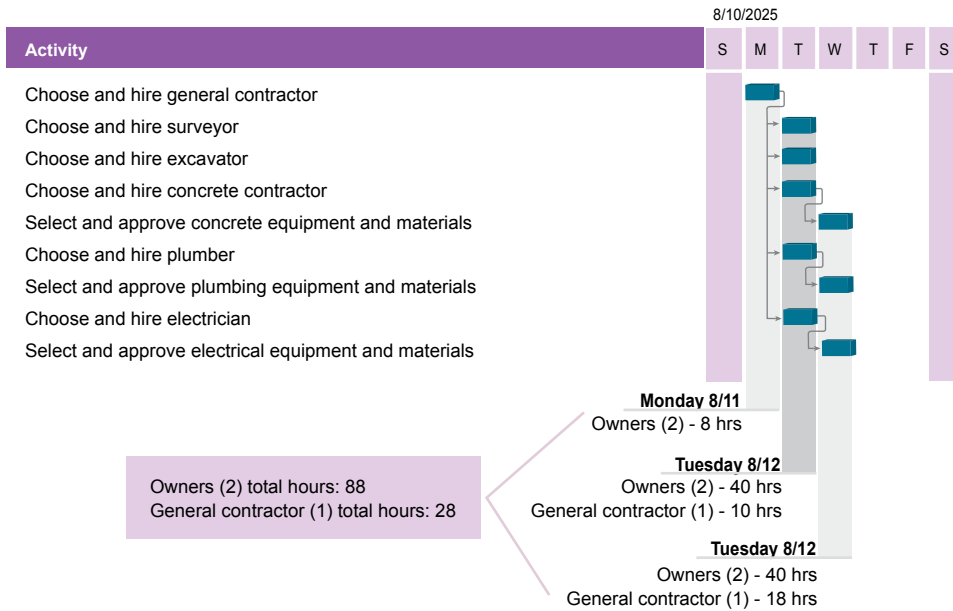 8/10/2025
Activity
S M T W T F S
Choose and hire general contractor
Choose and hire surveyor
Choose and hire excavator
Choose and hire concrete contractor
Select and approve concrete equipment and materials
Choose and hire plumber
Select and approve plumbing equipment and materials
Choose and hire electrician
Select and approve electrical equipment and materials
Monday 8/11
Owners (2) - 8 hrs
Tuesday 8/12
Owners (2) - 40 hrs
General contractor (1) - 10 hrs
Tuesday 8/12
Owners (2) - 40 hrs
General contractor (1) - 18 hrs
Owners (2) total hours: 88
General contractor (1) total hours: 28